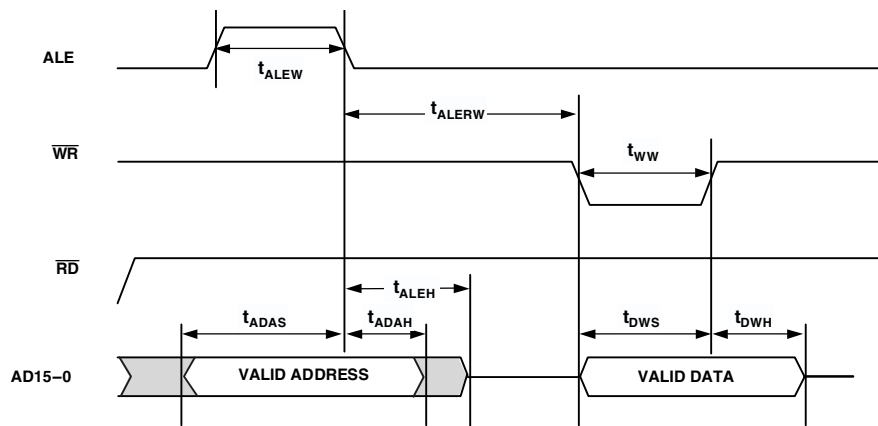 ALE
tALEW
tALERW
WR
tWW
RD
tALEH
tADAS
tADAH
tDWS
tDWH
AD15–0
VALID ADDRESS
VALID DATA